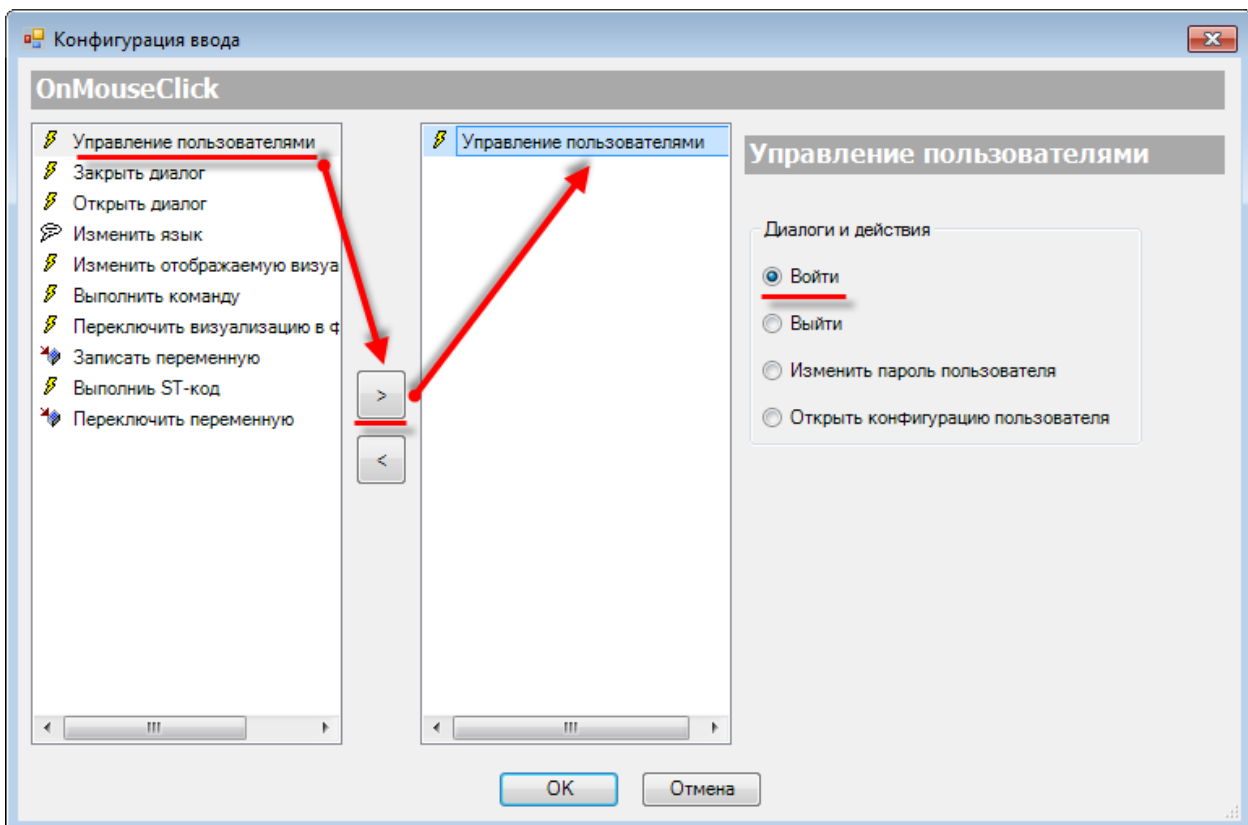 Конфигурация ввода
OnMouseClick
Управление пользователями
Закрыть диалог
Открыть диалог
Изменить язык
Изменить отображаемую визуа
Выполнить команду
Переключить визуализацию в ф
Записать переменную
Выполниь ST-код
Переключить переменную
>
<
Управление пользователями
Управление пользователями
Диалоги и действия
Войти
Выйти
Изменить пароль пользователя
Открыть конфигурацию пользователя
OK
Отмена